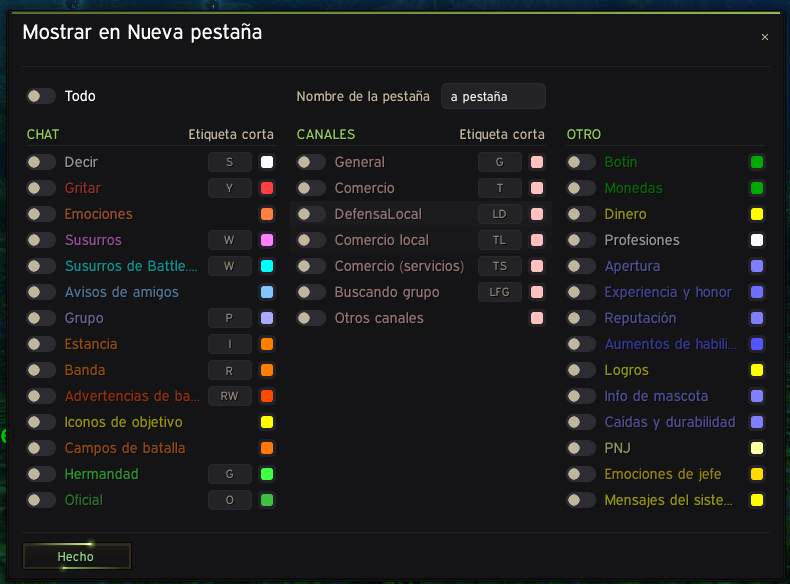 Mostrar en Nueva pestaña
×
Todo
Nombre de la pestaña a pestaña
CHAT Etiqueta corta
Decir S
Gritar Y
Emociones
Susurros W
Susurros de Battle.... W
Avisos de amigos
Grupo P
Estancia I
Banda R
Advertencias de ba... RW
Iconos de objetivo
Campos de batalla
Hermandad G
Oficial O
CANALES Etiqueta corta
General G
Comercio T
DefensaLocal LD
Comercio local TL
Comercio (servicios) TS
Buscando grupo LFG
Otros canales
OTRO
Botín
Monedas
Dinero
Profesiones
Apertura
Experiencia y honor
Reputación
Aumentos de habili...
Logros
Info de mascota
Caídas y durabilidad
PNJ
Emociones de jefe
Mensajes del siste...
Hecho